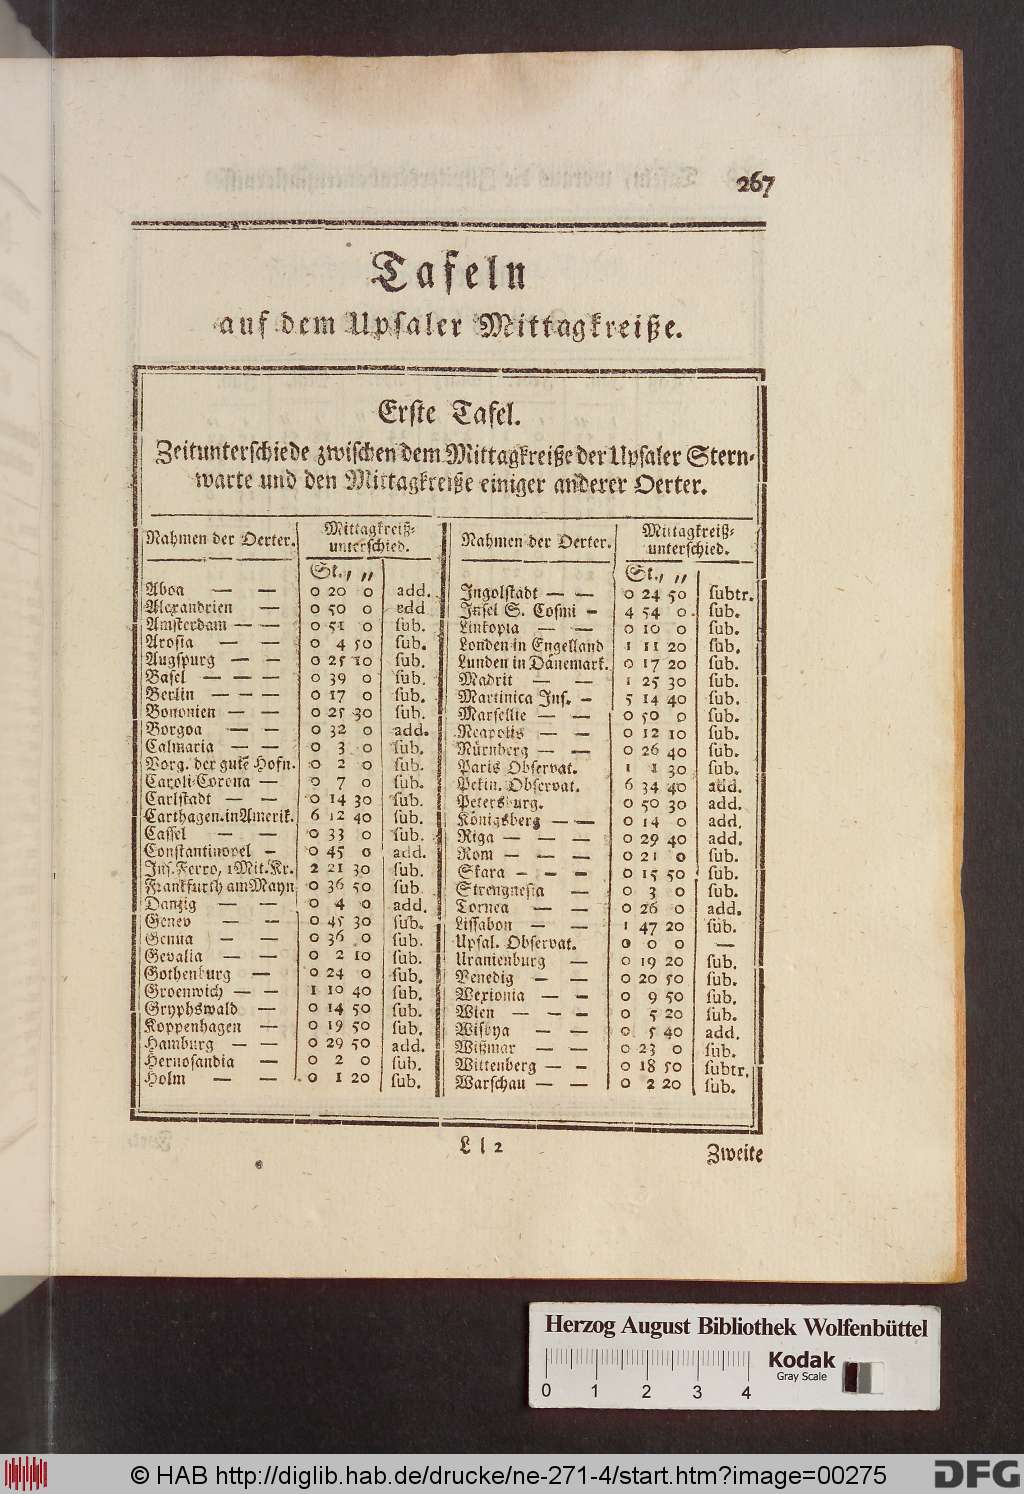 267
Tafeln
auf dem Upsaler Mittagkreiße.
Erste Tafel.
Zeitunterschiede zwischen dem Mittagkreiße der Upsaler Stern-
warte und den Mittagkreiße einiger anderer Oerter.
Nahmen der Oerter. Mittagkreiß-
unterschied.
St. , „
Aboa — — 0 20 0 add.
Alexandrien — 0 50 0 add
Amsterdam — — 0 51 0 sub.
Arosia — — 0 4 50 sub.
Augspurg — — 0 25 10 sub.
Basel — — — 0 39 0 sub.
Berlin — — — 0 17 0 sub.
Bononien — — 0 25 30 sub.
Borgoa — — 0 32 0 add.
Calmaria — — 0 3 0 sub.
Vorg. der gute Hofn. 0 2 0 sub.
Caroli-Corona — 0 7 0 sub.
Carlstadt — — 0 14 30 sub.
Carthagen. in Amerik. 6 12 40 sub.
Cassel — — 0 33 0 sub.
Constantinopel — 0 45 0 add.
Ins. Ferro, 1 Mit. Kr. 2 21 30 sub.
Frankfurth am Mayn 0 36 50 sub
Danzig — — 0 4 0 add.
Genev — — 0 45 30 sub.
Genua — — 0 36 0 sub.
Gevalia — — 0 2 10 sub.
Gothenburg — 0 24 0 sub.
Groenwich — — 1 10 40 sub.
Gryphswald — 0 14 50 sub.
Koppenhagen — 0 19 50 sub.
Hamburg — — 0 29 50 add.
Hernosandia — 0 2 0 sub.
Holm — — 0 1 20 sub.
Nahmen der Oerter. Mittagkreiß-
unterschied.
St. , „
Ingolstadt — — 0 24 50 subtr.
Insel S. Cosmi — 4 54 0 sub.
Linkopia — — 0 10 0 sub.
Londen in Engelland 1 11 20 sub.
Lunden in Dänemark. 0 17 20 sub.
Madrit — — 1 25 30 sub.
Martinica Ins. — 5 14 40 sub.
Marsellie — — 0 50 0 sub.
Neapolis — — 0 12 10 sub.
Nürnberg — — 0 26 40 sub.
Paris Observat. 1 1 30 sub.
Pekin. Observat. 6 34 40 add.
Petersburg. 0 50 30 add.
Königsberg — — 0 14 0 add.
Riga — — — 0 29 40 add.
Rom — — — 0 21 0 sub.
Skara — — — 0 15 50 sub.
Strengnesia — 0 3 0 sub.
Tornea — — 0 26 0 add.
Lissabon — — 1 47 20 sub.
Upsal. Observat. 0 0 0 —
Uranienburg — 0 19 20 sub.
Venedig — — 0 20 50 sub.
Wexionia — — 0 9 50 sub.
Wien — — — 0 5 20 sub.
Wisbya — — 0 5 40 add.
Wißmar — — 0 23 0 sub.
Wittenberg — — 0 18 50 subtr.
Warschau — — 0 2 20 sub.
L l 2
Zweite
Herzog August Bibliothek Wolfenbüttel
0 1 2 3 4
Kodak
Gray Scale
© HAB http://diglib.hab.de/drucke/ne-271-4/start.htm?image=00275
DFG